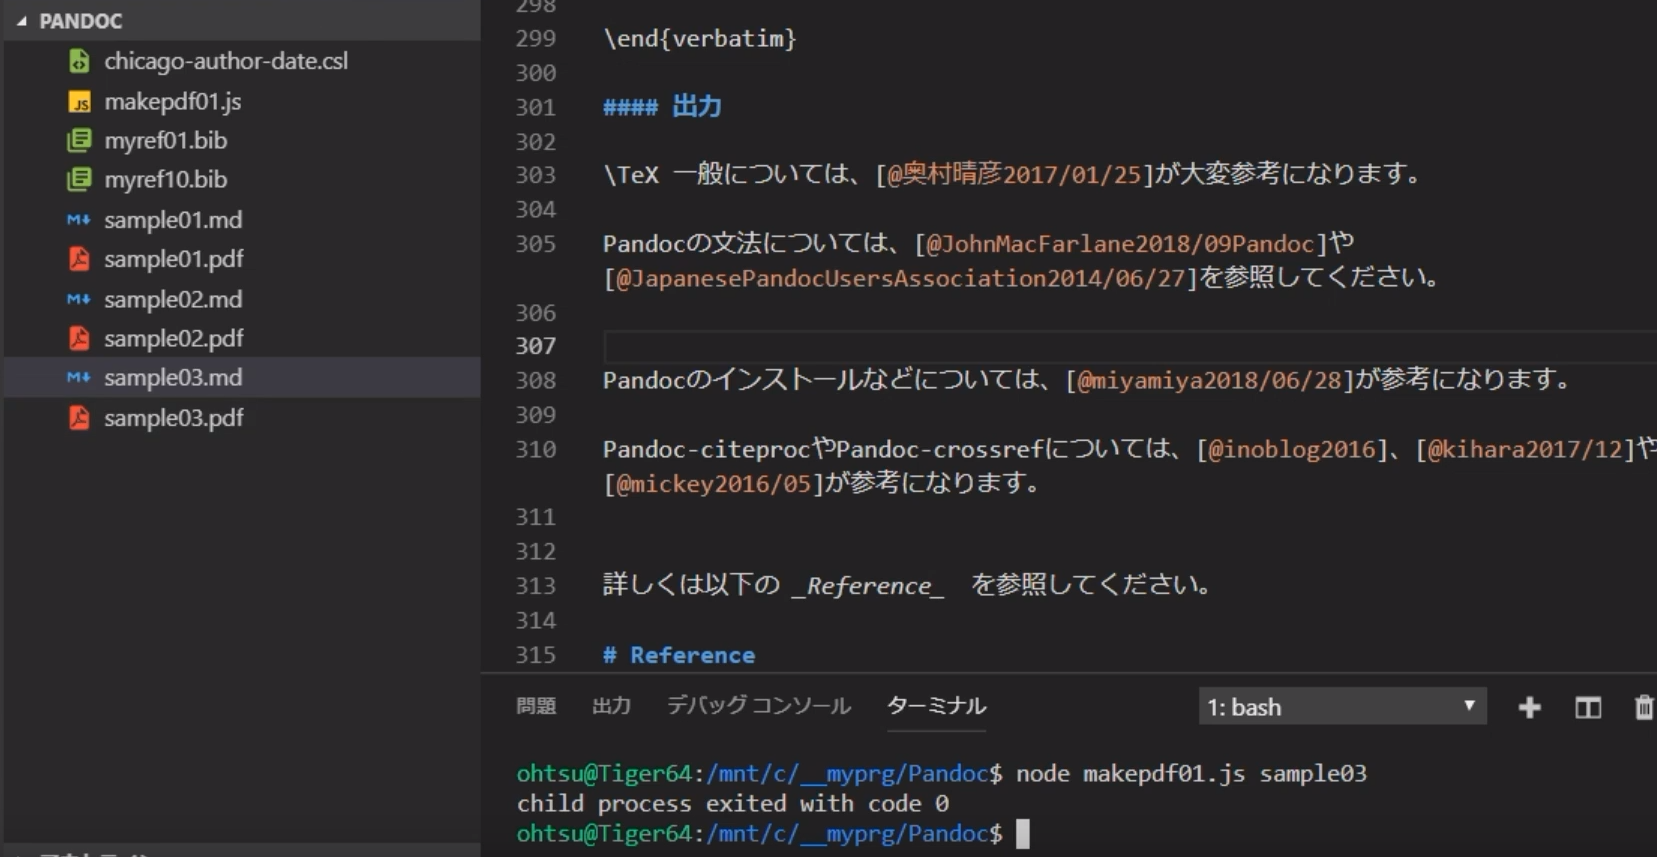 PANDOC
chicago-author-date.csl
JS makepdf01.js
myref01.bib
myref10.bib
M sample01.md
sample01.pdf
M sample02.md
sample02.pdf
M sample03.md
sample03.pdf
298
299 \end{verbatim}
300
301 #### 出力
302
303 \TeX 一般については、[@奥村晴彦2017/01/25]が大変参考になります。
304
305 Pandocの文法については、[@JohnMacFarlane2018/09Pandoc]や
[@JapanesePandocUsersAssociation2014/06/27]を参照してください。
306
307
308 Pandocのインストールなどについては、[@miyamiya2018/06/28]が参考になります。
309
310 Pandoc-citeprocやPandoc-crossrefについては、[@inoblog2016]、[@kihara2017/12]や
[@mickey2016/05]が参考になります。
311
312
313 詳しくは以下の _Reference_ を参照してください。
314
315 # Reference
問題 出力 デバッグ コンソール ターミナル 1: bash
ohtsu@Tiger64:/mnt/c/__myprg/Pandoc$ node makepdf01.js sample03
child process exited with code 0
ohtsu@Tiger64:/mnt/c/__myprg/Pandoc$